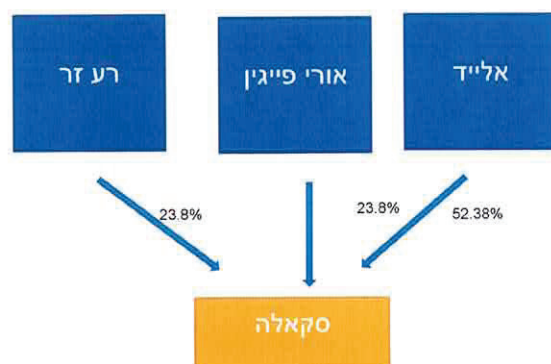 אלייד
אורי פייגין
רע זר
52.38%
23.8%
23.8%
סקאלה